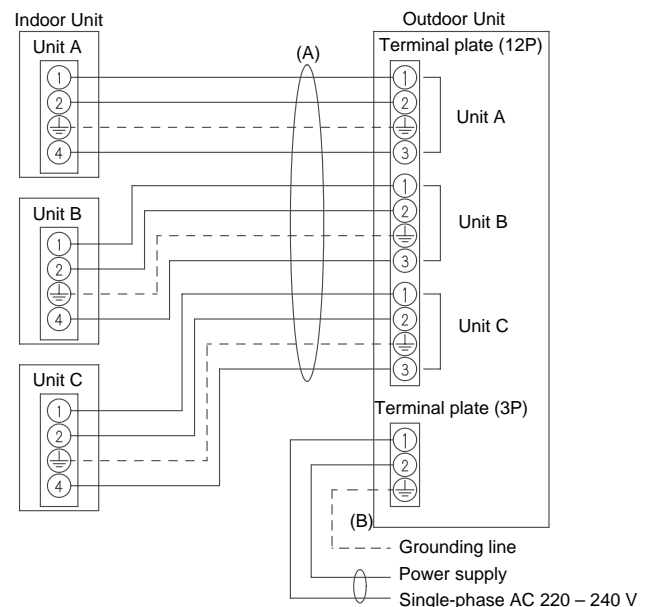 Indoor Unit
Outdoor Unit
Unit A
Terminal plate (12P)
(A)
1
2
4
1
2
3
Unit A
Unit B
1
2
4
1
2
3
Unit B
Unit C
1
2
4
1
2
3
Unit C
Terminal plate (3P)
1
2
(B)
Grounding line
Power supply
Single-phase AC 220 – 240 V